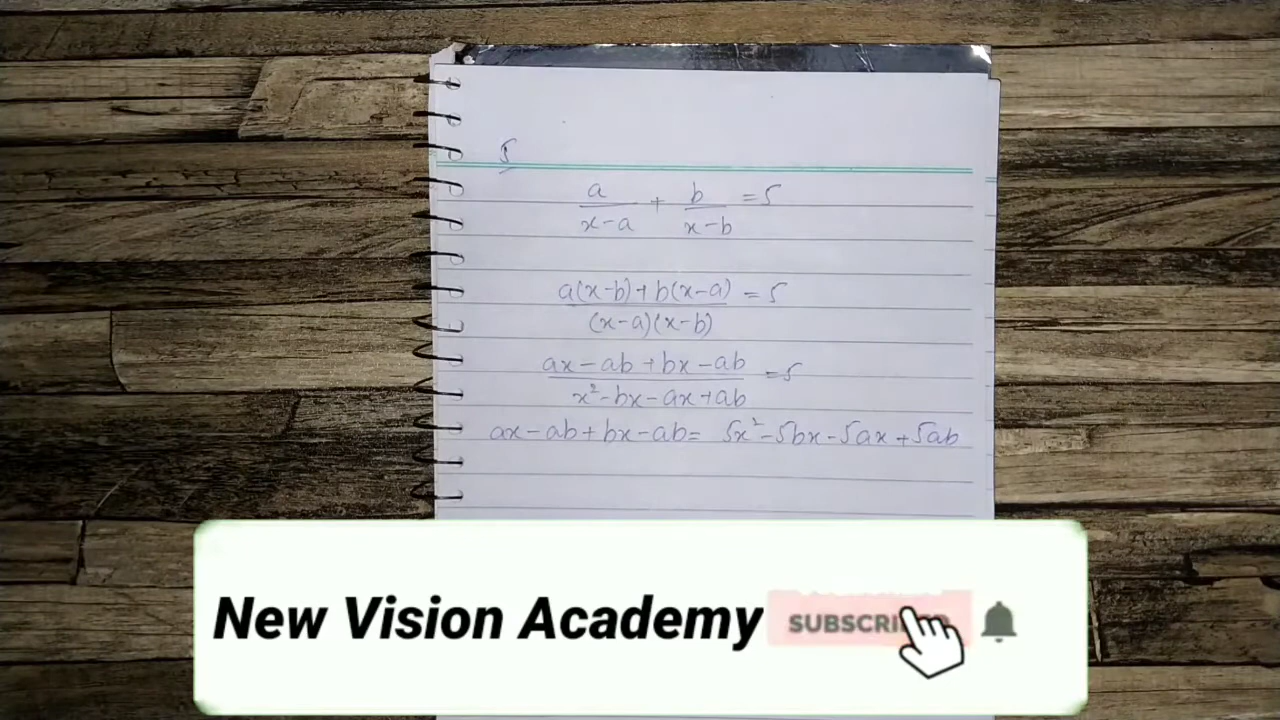 5
a/(x-a) + b/(x-b) = 5
a(x-b)+b(x-a)/(x-a)(x-b) = 5
ax-ab+bx-ab/x²-bx-ax+ab = 5
ax-ab+bx-ab= 5x²-5bx-5ax+5ab
New Vision Academy SUBSCRIBED